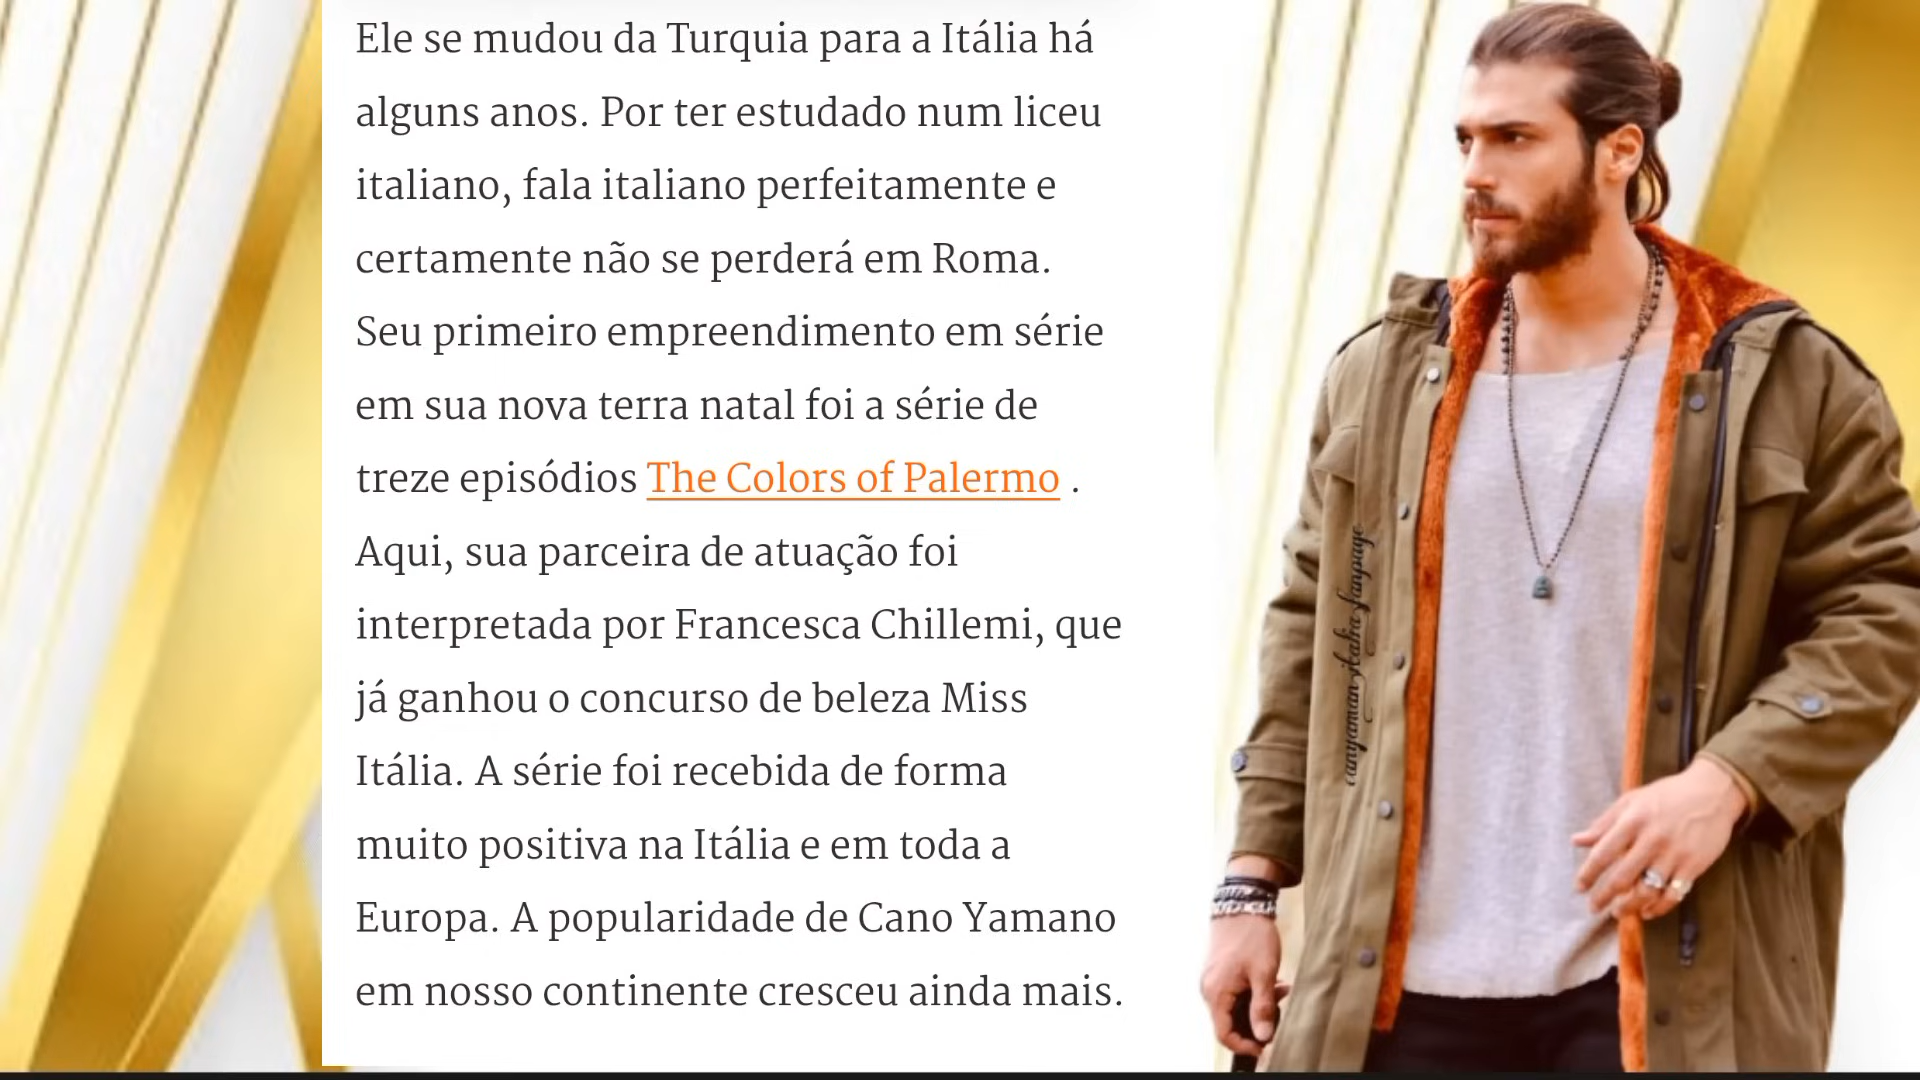 Ele se mudou da Turquia para a Itália há
alguns anos. Por ter estudado num liceu
italiano, fala italiano perfeitamente e
certamente não se perderá em Roma.
Seu primeiro empreendimento em série
em sua nova terra natal foi a série de
treze episódios The Colors of Palermo .
Aqui, sua parceira de atuação foi
interpretada por Francesca Chillemi, que
já ganhou o concurso de beleza Miss
Itália. A série foi recebida de forma
muito positiva na Itália e em toda a
Europa. A popularidade de Cano Yamano
em nosso continente cresceu ainda mais.
canyaman italia fanpage